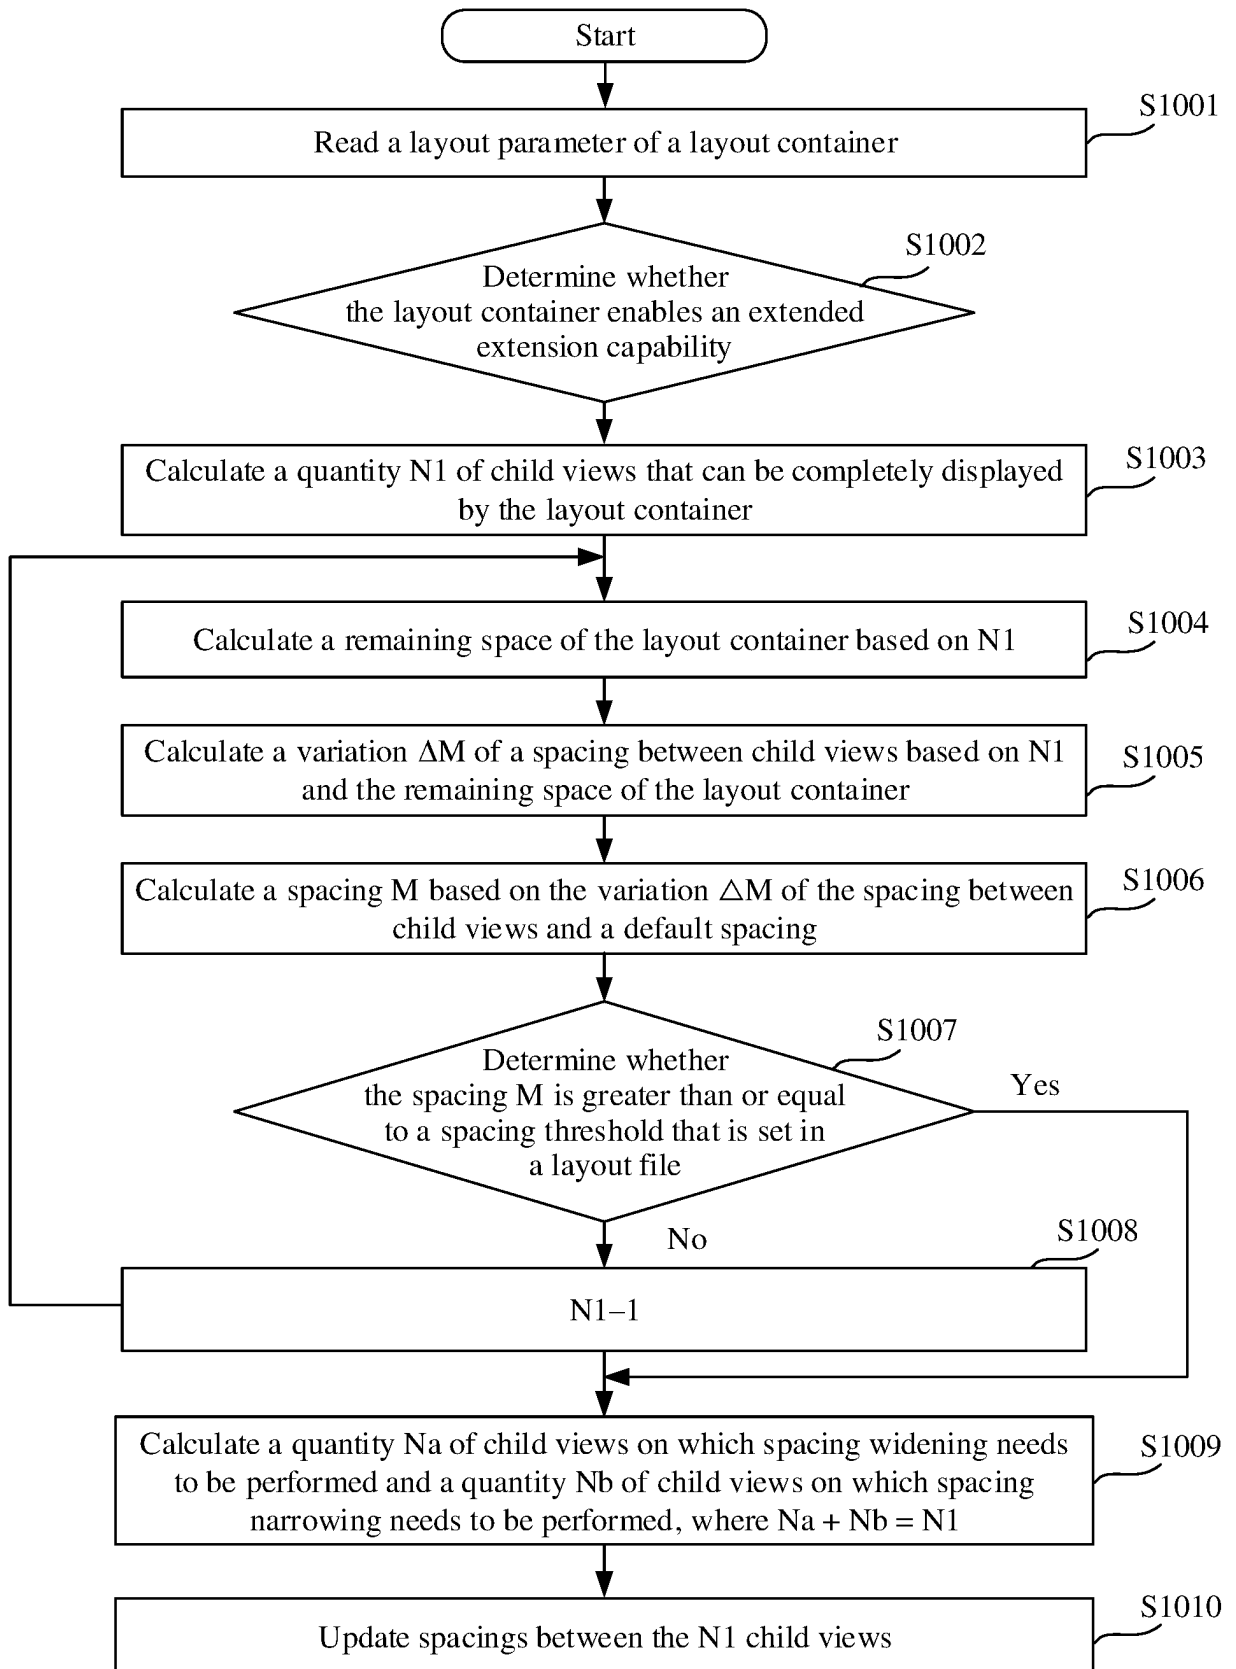 Start
S1001
Read a layout parameter of a layout container
S1002
Determine whether
the layout container enables an extended
extension capability
S1003
Calculate a quantity N1 of child views that can be completely displayed
by the layout container
S1004
Calculate a remaining space of the layout container based on N1
S1005
Calculate a variation ΔM of a spacing between child views based on N1
and the remaining space of the layout container
S1006
Calculate a spacing M based on the variation △M of the spacing between
child views and a default spacing
S1007
Determine whether
the spacing M is greater than or equal
to a spacing threshold that is set in
a layout file
Yes
No
S1008
N1–1
S1009
Calculate a quantity Na of child views on which spacing widening needs
to be performed and a quantity Nb of child views on which spacing
narrowing needs to be performed, where Na + Nb = N1
S1010
Update spacings between the N1 child views